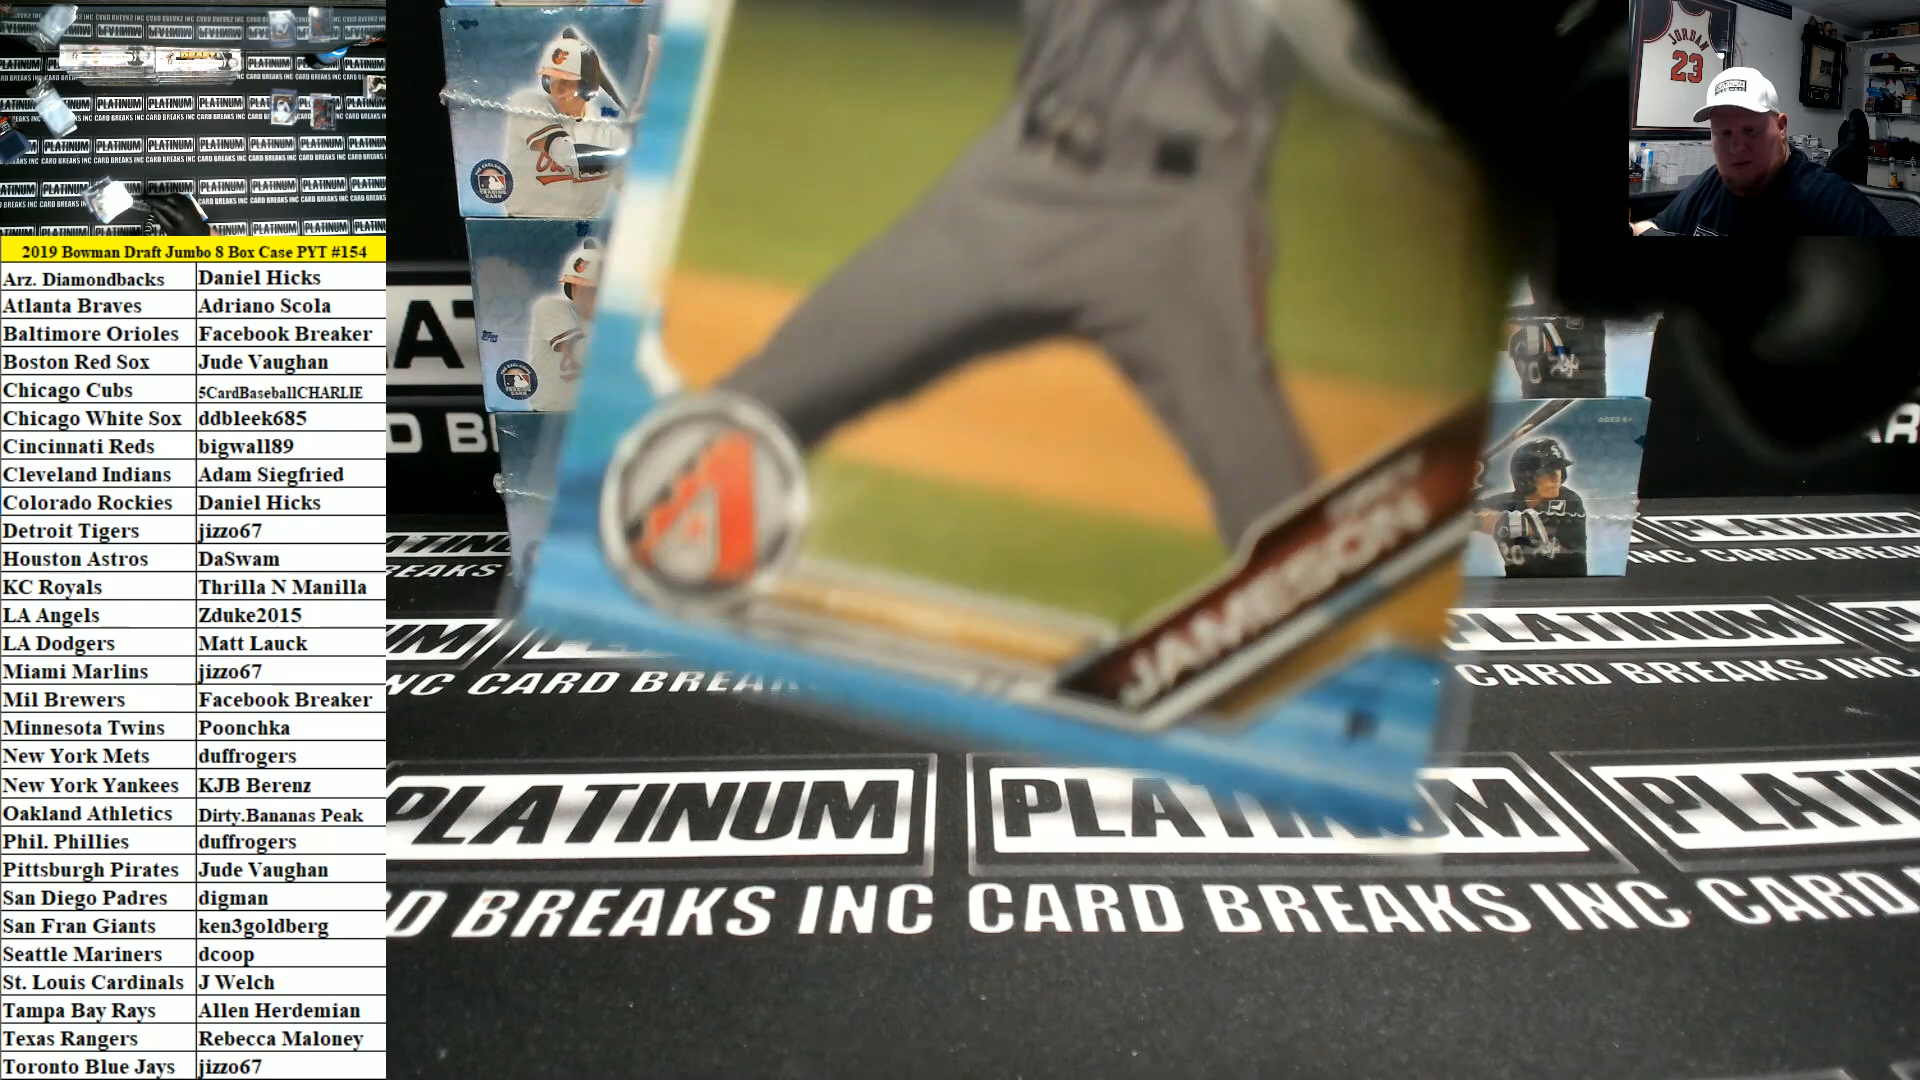 2019 Bowman Draft Jumbo 8 Box Case PYT #154
Arz. Diamondbacks Daniel Hicks
Atlanta Braves Adriano Scola
Baltimore Orioles Facebook Breaker
Boston Red Sox Jude Vaughan
Chicago Cubs 5CardBaseballCHARLIE
Chicago White Sox ddbleek685
Cincinnati Reds bigwall89
Cleveland Indians Adam Siegfried
Colorado Rockies Daniel Hicks
Detroit Tigers jizzo67
Houston Astros DaSwam
KC Royals Thrilla N Manilla
LA Angels Zduke2015
LA Dodgers Matt Lauck
Miami Marlins jizzo67
Mil Brewers Facebook Breaker
Minnesota Twins Poonchka
New York Mets duffrogers
New York Yankees KJB Berenz
Oakland Athletics Dirty.Bananas Peak
Phil. Phillies duffrogers
Pittsburgh Pirates Jude Vaughan
San Diego Padres digman
San Fran Giants ken3goldberg
Seattle Mariners dcoop
St. Louis Cardinals J Welch
Tampa Bay Rays Allen Herdemian
Texas Rangers Rebecca Maloney
Toronto Blue Jays jizzo67
JORDAN
23
JAMESON
PLATINUM
CARD BREAKS INC
PLATINUM PLATINUM PLATINUM
BREAKS INC CARD BREAKS INC CARD